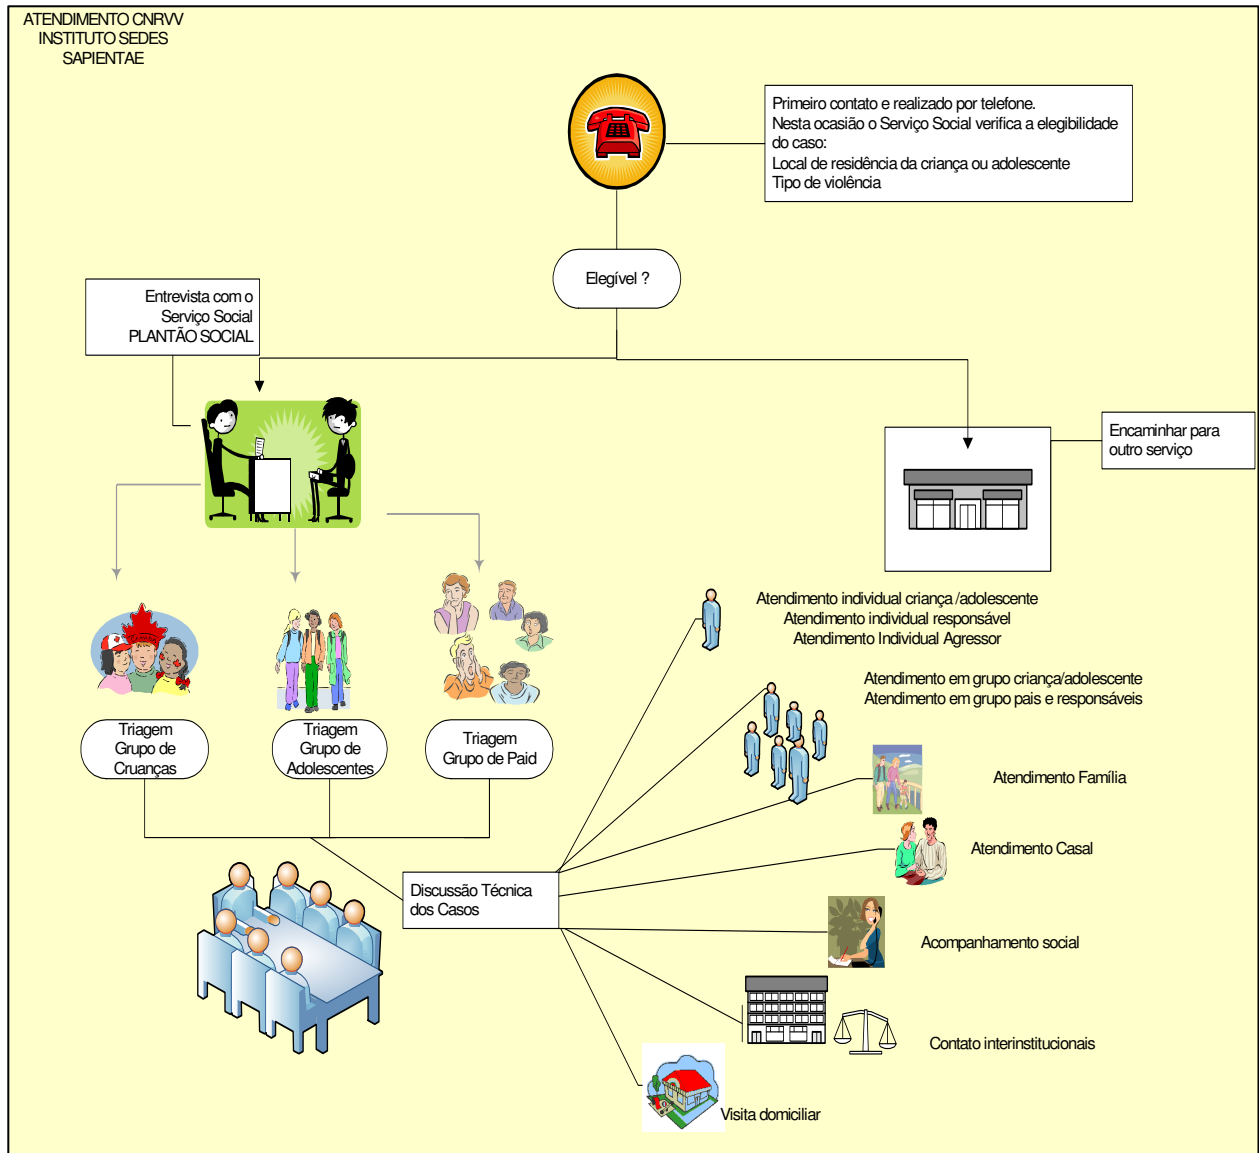 ATENDIMENTO CNRVV
INSTITUTO SEDES
SAPIENTAE
Primeiro contato e realizado por telefone.
Nesta ocasião o Serviço Social verifica a elegibilidade
do caso:
Local de residência da criança ou adolescente
Tipo de violência
Elegível ?
Entrevista com o
Serviço Social
PLANTÃO SOCIAL
Encaminhar para
outro serviço
Atendimento individual criança /adolescente
Atendimento individual responsável
Atendimento Individual Agressor
Atendimento em grupo criança/adolescente
Atendimento em grupo pais e responsáveis
Triagem
Grupo de
Cruanças
Triagem
Grupo de
Adolescentes
Triagem
Grupo de Paid
Atendimento Família
Atendimento Casal
Discussão Técnica
dos Casos
Acompanhamento social
Contato interinstitucionais
Visita domiciliar